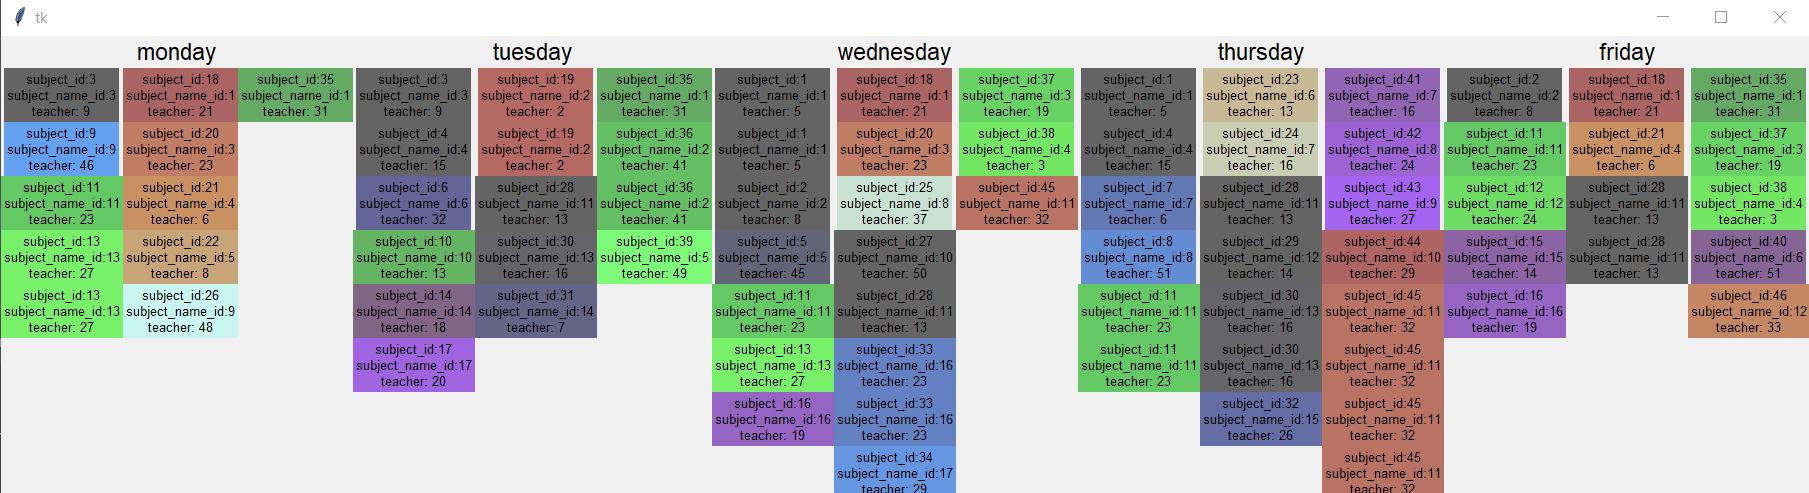 tk
monday
subject_id:3
subject_name_id:3
teacher: 9
subject_id:9
subject_name_id:9
teacher: 46
subject_id:11
subject_name_id:11
teacher: 23
subject_id:13
subject_name_id:13
teacher: 27
subject_id:13
subject_name_id:13
teacher: 27
subject_id:18
subject_name_id:1
teacher: 21
subject_id:20
subject_name_id:3
teacher: 23
subject_id:21
subject_name_id:4
teacher: 6
subject_id:22
subject_name_id:5
teacher: 8
subject_id:26
subject_name_id:9
teacher: 48
subject_id:35
subject_name_id:1
teacher: 31
tuesday
subject_id:3
subject_name_id:3
teacher: 9
subject_id:4
subject_name_id:4
teacher: 15
subject_id:6
subject_name_id:6
teacher: 32
subject_id:10
subject_name_id:10
teacher: 13
subject_id:14
subject_name_id:14
teacher: 18
subject_id:17
subject_name_id:17
teacher: 20
subject_id:19
subject_name_id:2
teacher: 2
subject_id:19
subject_name_id:2
teacher: 2
subject_id:28
subject_name_id:11
teacher: 13
subject_id:30
subject_name_id:13
teacher: 16
subject_id:31
subject_name_id:14
teacher: 7
subject_id:35
subject_name_id:1
teacher: 31
subject_id:36
subject_name_id:2
teacher: 41
subject_id:36
subject_name_id:2
teacher: 41
subject_id:39
subject_name_id:5
teacher: 49
wednesday
subject_id:1
subject_name_id:1
teacher: 5
subject_id:1
subject_name_id:1
teacher: 5
subject_id:2
subject_name_id:2
teacher: 8
subject_id:5
subject_name_id:5
teacher: 45
subject_id:11
subject_name_id:11
teacher: 23
subject_id:13
subject_name_id:13
teacher: 27
subject_id:16
subject_name_id:16
teacher: 19
subject_id:18
subject_name_id:1
teacher: 21
subject_id:20
subject_name_id:3
teacher: 23
subject_id:25
subject_name_id:8
teacher: 37
subject_id:27
subject_name_id:10
teacher: 50
subject_id:28
subject_name_id:11
teacher: 13
subject_id:33
subject_name_id:16
teacher: 23
subject_id:33
subject_name_id:16
teacher: 23
subject_id:34
subject_name_id:17
teacher: 29
subject_id:37
subject_name_id:3
teacher: 19
subject_id:38
subject_name_id:4
teacher: 3
subject_id:45
subject_name_id:11
teacher: 32
thursday
subject_id:1
subject_name_id:1
teacher: 5
subject_id:4
subject_name_id:4
teacher: 15
subject_id:7
subject_name_id:7
teacher: 6
subject_id:8
subject_name_id:8
teacher: 51
subject_id:11
subject_name_id:11
teacher: 23
subject_id:11
subject_name_id:11
teacher: 23
subject_id:23
subject_name_id:6
teacher: 13
subject_id:24
subject_name_id:7
teacher: 16
subject_id:28
subject_name_id:11
teacher: 13
subject_id:29
subject_name_id:12
teacher: 14
subject_id:30
subject_name_id:13
teacher: 16
subject_id:30
subject_name_id:13
teacher: 16
subject_id:32
subject_name_id:15
teacher: 26
subject_id:41
subject_name_id:7
teacher: 16
subject_id:42
subject_name_id:8
teacher: 24
subject_id:43
subject_name_id:9
teacher: 27
subject_id:44
subject_name_id:10
teacher: 29
subject_id:45
subject_name_id:11
teacher: 32
subject_id:45
subject_name_id:11
teacher: 32
subject_id:45
subject_name_id:11
teacher: 32
subject_id:45
subject_name_id:11
teacher: 32
friday
subject_id:2
subject_name_id:2
teacher: 8
subject_id:11
subject_name_id:11
teacher: 23
subject_id:12
subject_name_id:12
teacher: 24
subject_id:15
subject_name_id:15
teacher: 14
subject_id:16
subject_name_id:16
teacher: 19
subject_id:18
subject_name_id:1
teacher: 21
subject_id:21
subject_name_id:4
teacher: 6
subject_id:28
subject_name_id:11
teacher: 13
subject_id:28
subject_name_id:11
teacher: 13
subject_id:35
subject_name_id:1
teacher: 31
subject_id:37
subject_name_id:3
teacher: 19
subject_id:38
subject_name_id:4
teacher: 3
subject_id:40
subject_name_id:6
teacher: 51
subject_id:46
subject_name_id:12
teacher: 33